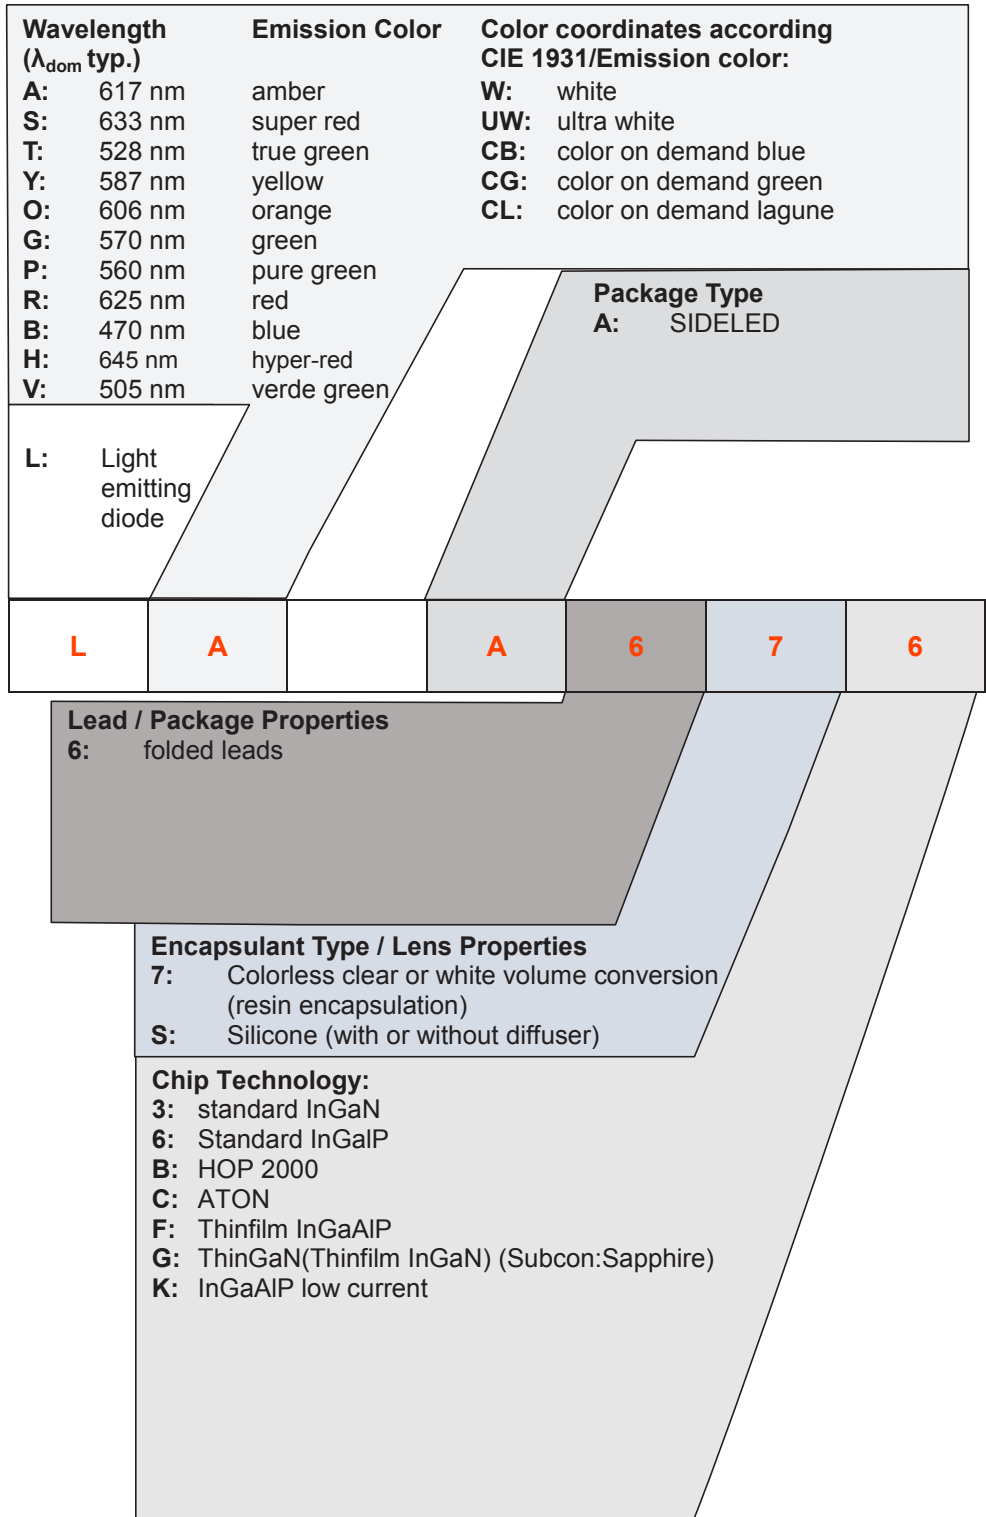 Wavelength Emission Color Color coordinates according
(λdom typ.) CIE 1931/Emission color:
A: 617 nm amber W: white
S: 633 nm super red UW: ultra white
T: 528 nm true green CB: color on demand blue
Y: 587 nm yellow CG: color on demand green
O: 606 nm orange CL: color on demand lagune
G: 570 nm green
P: 560 nm pure green Package Type
R: 625 nm red A: SIDELED
B: 470 nm blue
H: 645 nm hyper-red
V: 505 nm verde green
L: Light
emitting
diode
L A A 6 7 6
Lead / Package Properties
6: folded leads
Encapsulant Type / Lens Properties
7: Colorless clear or white volume conversion
(resin encapsulation)
S: Silicone (with or without diffuser)
Chip Technology:
3: standard InGaN
6: Standard InGalP
B: HOP 2000
C: ATON
F: Thinfilm InGaAlP
G: ThinGaN(Thinfilm InGaN) (Subcon:Sapphire)
K: InGaAlP low current